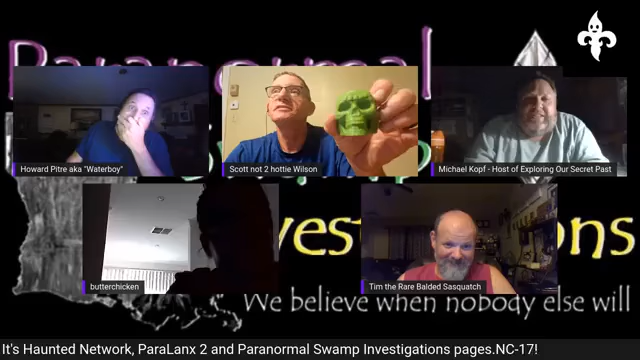 Paranormal
Howard Pitre aka "Waterboy"
Scott not 2 hottie Wilson
Michael Kopf - Host of Exploring Our Secret Past
butterchicken
Tim the Rare Balded Sasquatch
We believe when nobody else will
It's Haunted Network, ParaLanx 2 and Paranormal Swamp Investigations pages.NC-17!